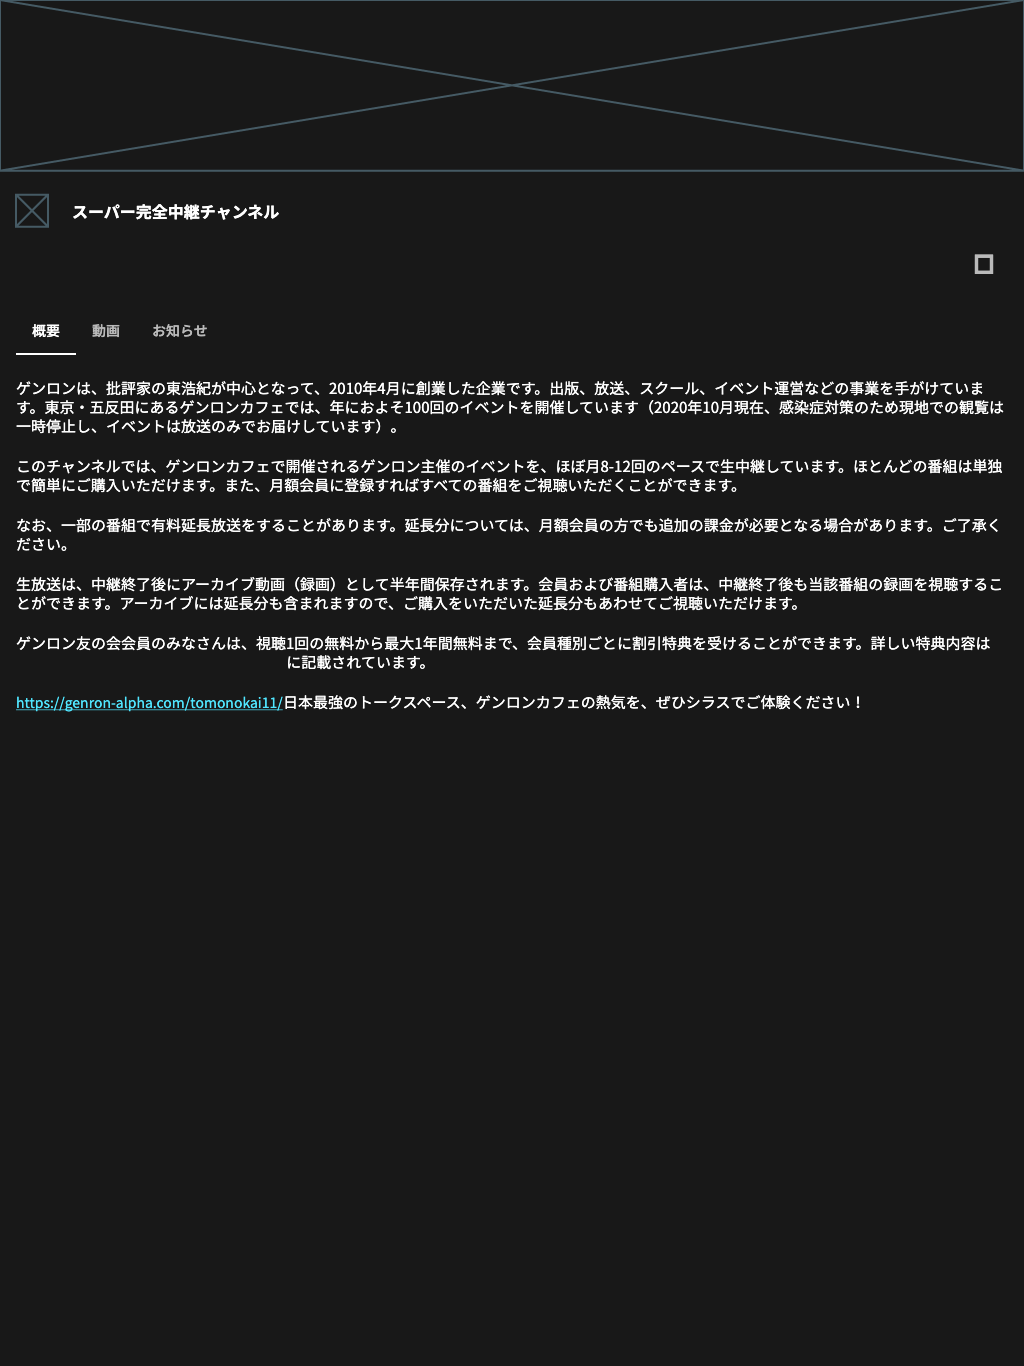 スーパー完全中継チャンネル
概要
動画
お知らせ
ゲンロンは、批評家の東浩紀が中心となって、2010年4月に創業した企業です。出版、放送、スクール、イベント運営などの事業を手がけていま
す。東京・五反田にあるゲンロンカフェでは、年におよそ100回のイベントを開催しています（2020年10月現在、感染症対策のため現地での観覧は
一時停止し、イベントは放送のみでお届けしています）。
このチャンネルでは、ゲンロンカフェで開催されるゲンロン主催のイベントを、ほぼ月8-12回のペースで生中継しています。ほとんどの番組は単独
で簡単にご購入いただけます。また、月額会員に登録すればすべての番組をご視聴いただくことができます。
なお、一部の番組で有料延長放送をすることがあります。延長分については、月額会員の方でも追加の課金が必要となる場合があります。ご了承く
ださい。
生放送は、中継終了後にアーカイブ動画（録画）として半年間保存されます。会員および番組購入者は、中継終了後も当該番組の録画を視聴するこ
とができます。アーカイブには延長分も含まれますので、ご購入をいただいた延長分もあわせてご視聴いただけます。
ゲンロン友の会会員のみなさんは、視聴1回の無料から最大1年間無料まで、会員種別ごとに割引特典を受けることができます。詳しい特典内容は
に記載されています。
https://genron-alpha.com/tomonokai11/日本最強のトークスペース、ゲンロンカフェの熱気を、ぜひシラスでご体験ください！